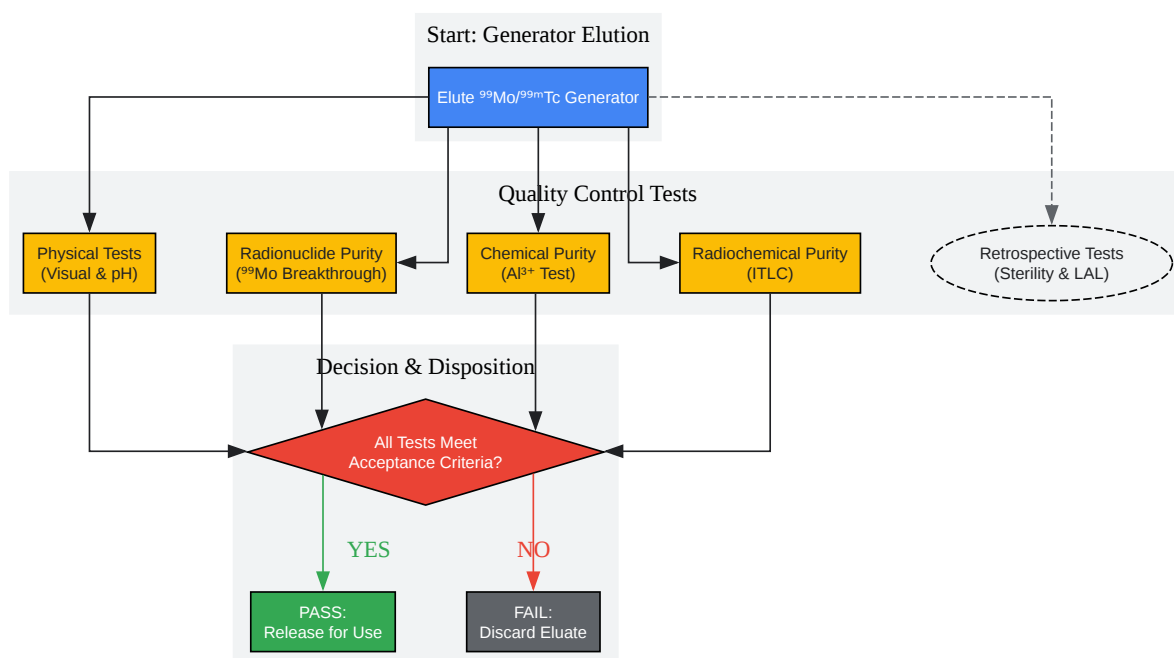 Start: Generator Elution
Elute ⁹⁹Mo/⁹⁹ᵐTc Generator
Quality Control Tests
Physical Tests
(Visual & pH)
Radionuclide Purity
(⁹⁹Mo Breakthrough)
Chemical Purity
(Al³⁺ Test)
Radiochemical Purity
(ITLC)
Retrospective Tests
(Sterility & LAL)
Decision & Disposition
All Tests Meet
Acceptance Criteria?
YES
NO
PASS:
Release for Use
FAIL:
Discard Eluate